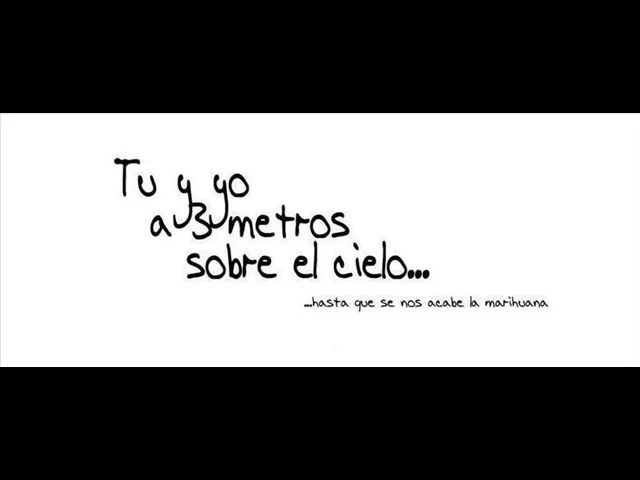 Tu y yo
a 3 metros
sobre el cielo...
...hasta que se nos acabe la marihuana